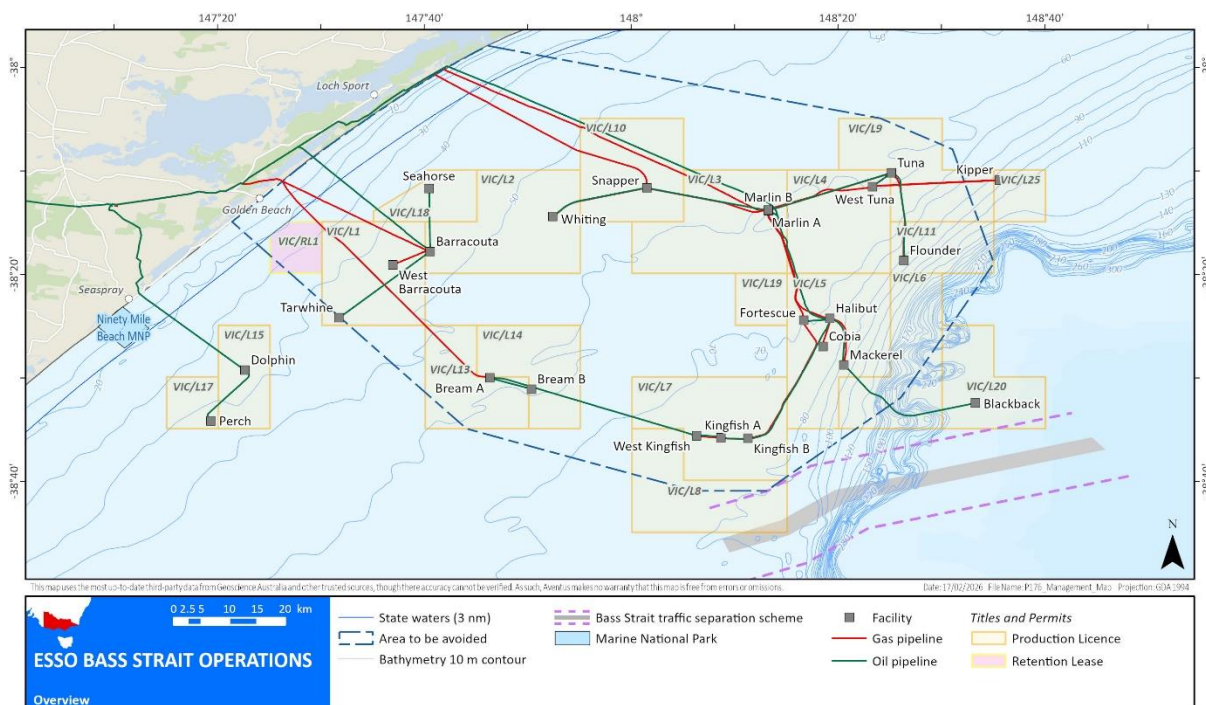 147°20'
147°40'
148°
148°20'
148°40'
38°
38°
Loch Sport
VIC/L10
VIC/L9
Seahorse
VIC/L2
Snapper
VIC/L3
Marlin B
VIC/L4
Tuna
Kipper
VIC/L25
West Tuna
Golden Beach
VIC/L18
Whiting
Marlin A
VIC/RL1
VIC/L1
Barracouta
VIC/L11
Flounder
38°20'
38°20'
West
Barracouta
Seaspray
VIC/L19
VIC/L5
VIC/L6
Tarwhine
Fortescue
Halibut
Ninety Mile
Beach MNP
VIC/L15
VIC/L14
Cobia
Mackerel
Dolphin
VIC/L17
VIC/L13
Bream A
Bream B
VIC/L7
VIC/L20
Blackback
Perch
Kingfish A
West Kingfish
Kingfish B
38°40'
38°40'
VIC/L8
N
This map uses the most up-to-date third-party data from Geoscience Australia and other trusted sources, though there accuracy cannot be verified. As such, Aventus makes no warranty that this map is free from errors or omissions.
Date: 17/02/2026 File Name: P176_Management_Map Projection: GDA 1994
0 2.5 5 10 15 20 km
ESSO BASS STRAIT OPERATIONS
Overview
State waters (3 nm)
Area to be avoided
Bathymetry 10 m contour
Bass Strait traffic separation scheme
Marine National Park
Facility
Gas pipeline
Oil pipeline
Titles and Permits
Production Licence
Retention Lease